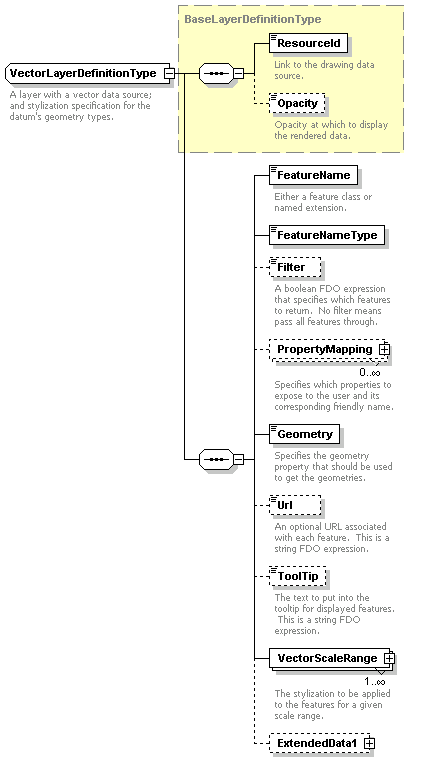 BaseLayerDefinitionType
ResourceId
Link to the drawing data
source.
Opacity
Opacity at which to display
the rendered data.
VectorLayerDefinitionType
A layer with a vector data source;
and stylization specification for the
datum's geometry types.
FeatureName
Either a feature class or
named extension.
FeatureNameType
Filter
A boolean FDO expression
that specifies which features
to return.  No filter means
pass all features through.
PropertyMapping
0..∞
Specifies which properties to
expose to the user and its
corresponding friendly name.
Geometry
Specifies the geometry
property that should be used
to get the geometries.
Url
An optional URL associated
with each feature.  This is a
string FDO expression.
ToolTip
The text to put into the
tooltip for displayed features.
This is a string FDO
expression.
VectorScaleRange
1..∞
The stylization to be applied
to the features for a given
scale range.
ExtendedData1